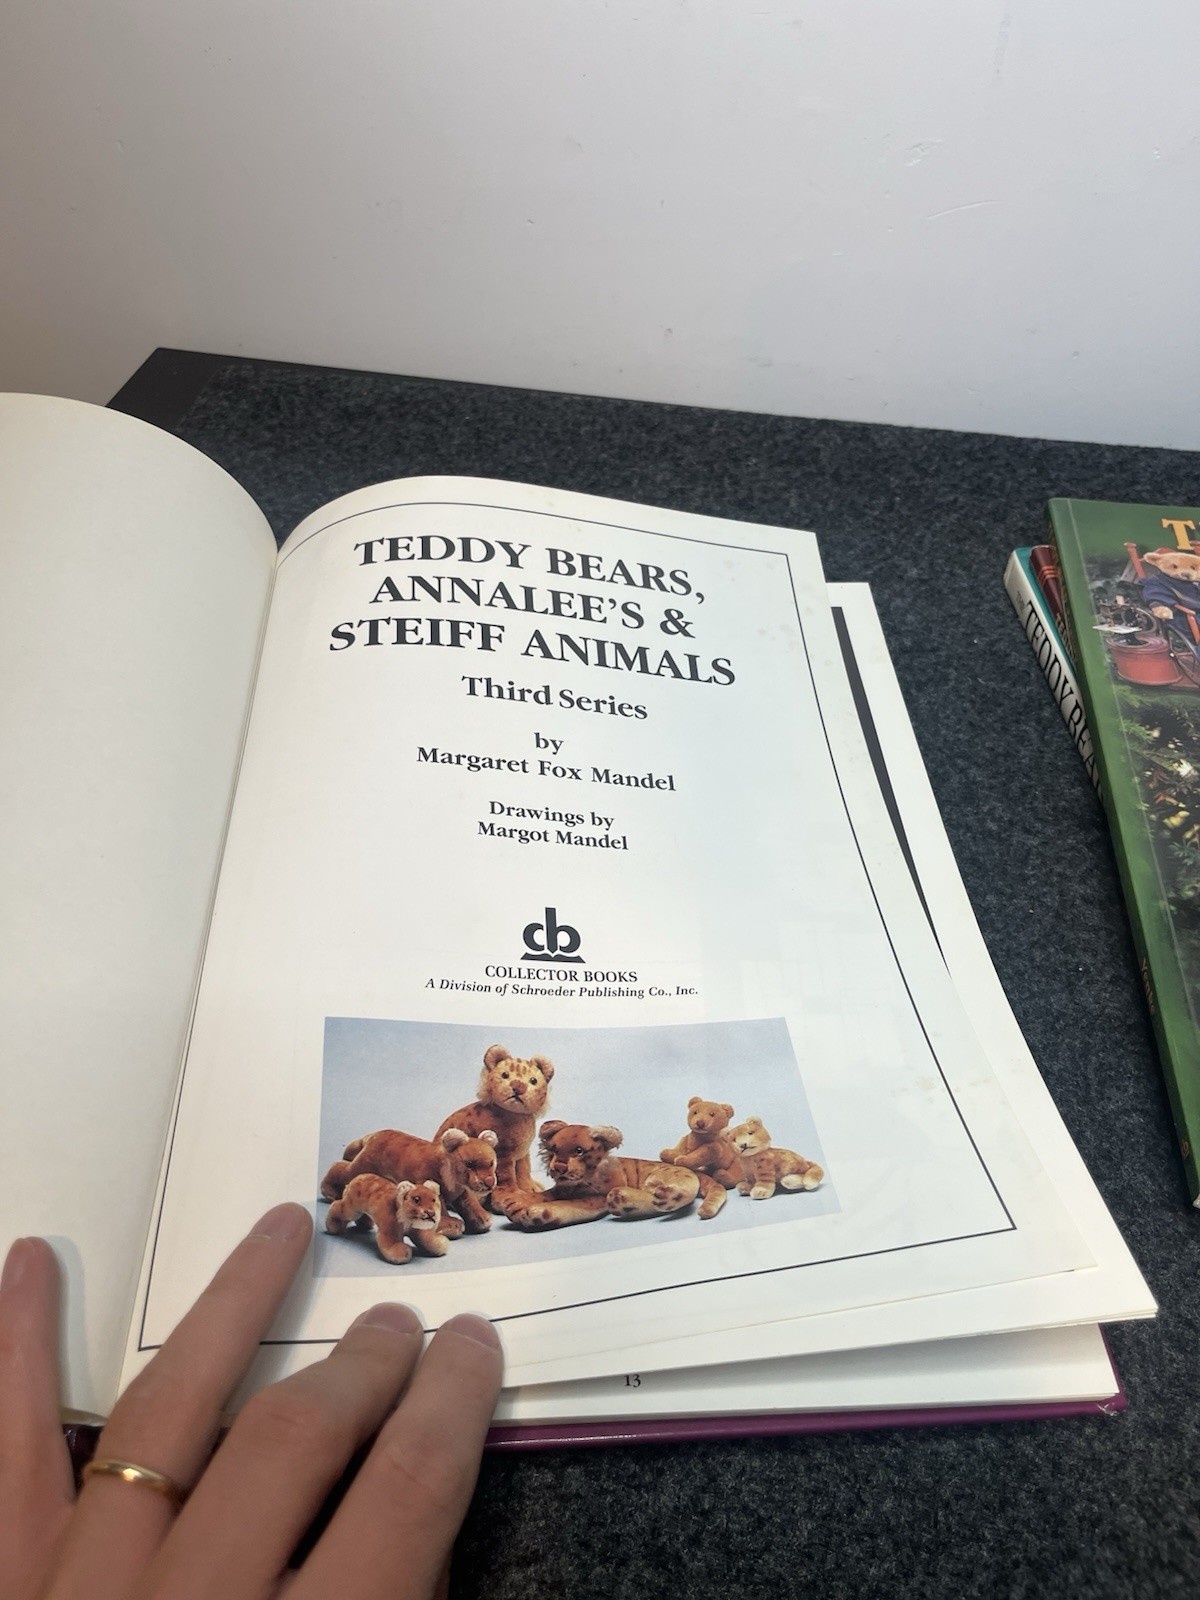 TEDDY BEARS,
ANNALEE'S &
STEIFF ANIMALS
Third Series
by
Margaret Fox Mandel
Drawings by
Margot Mandel
cb
COLLECTOR BOOKS
A Division of Schroeder Publishing Co., Inc.
13
TEDDY